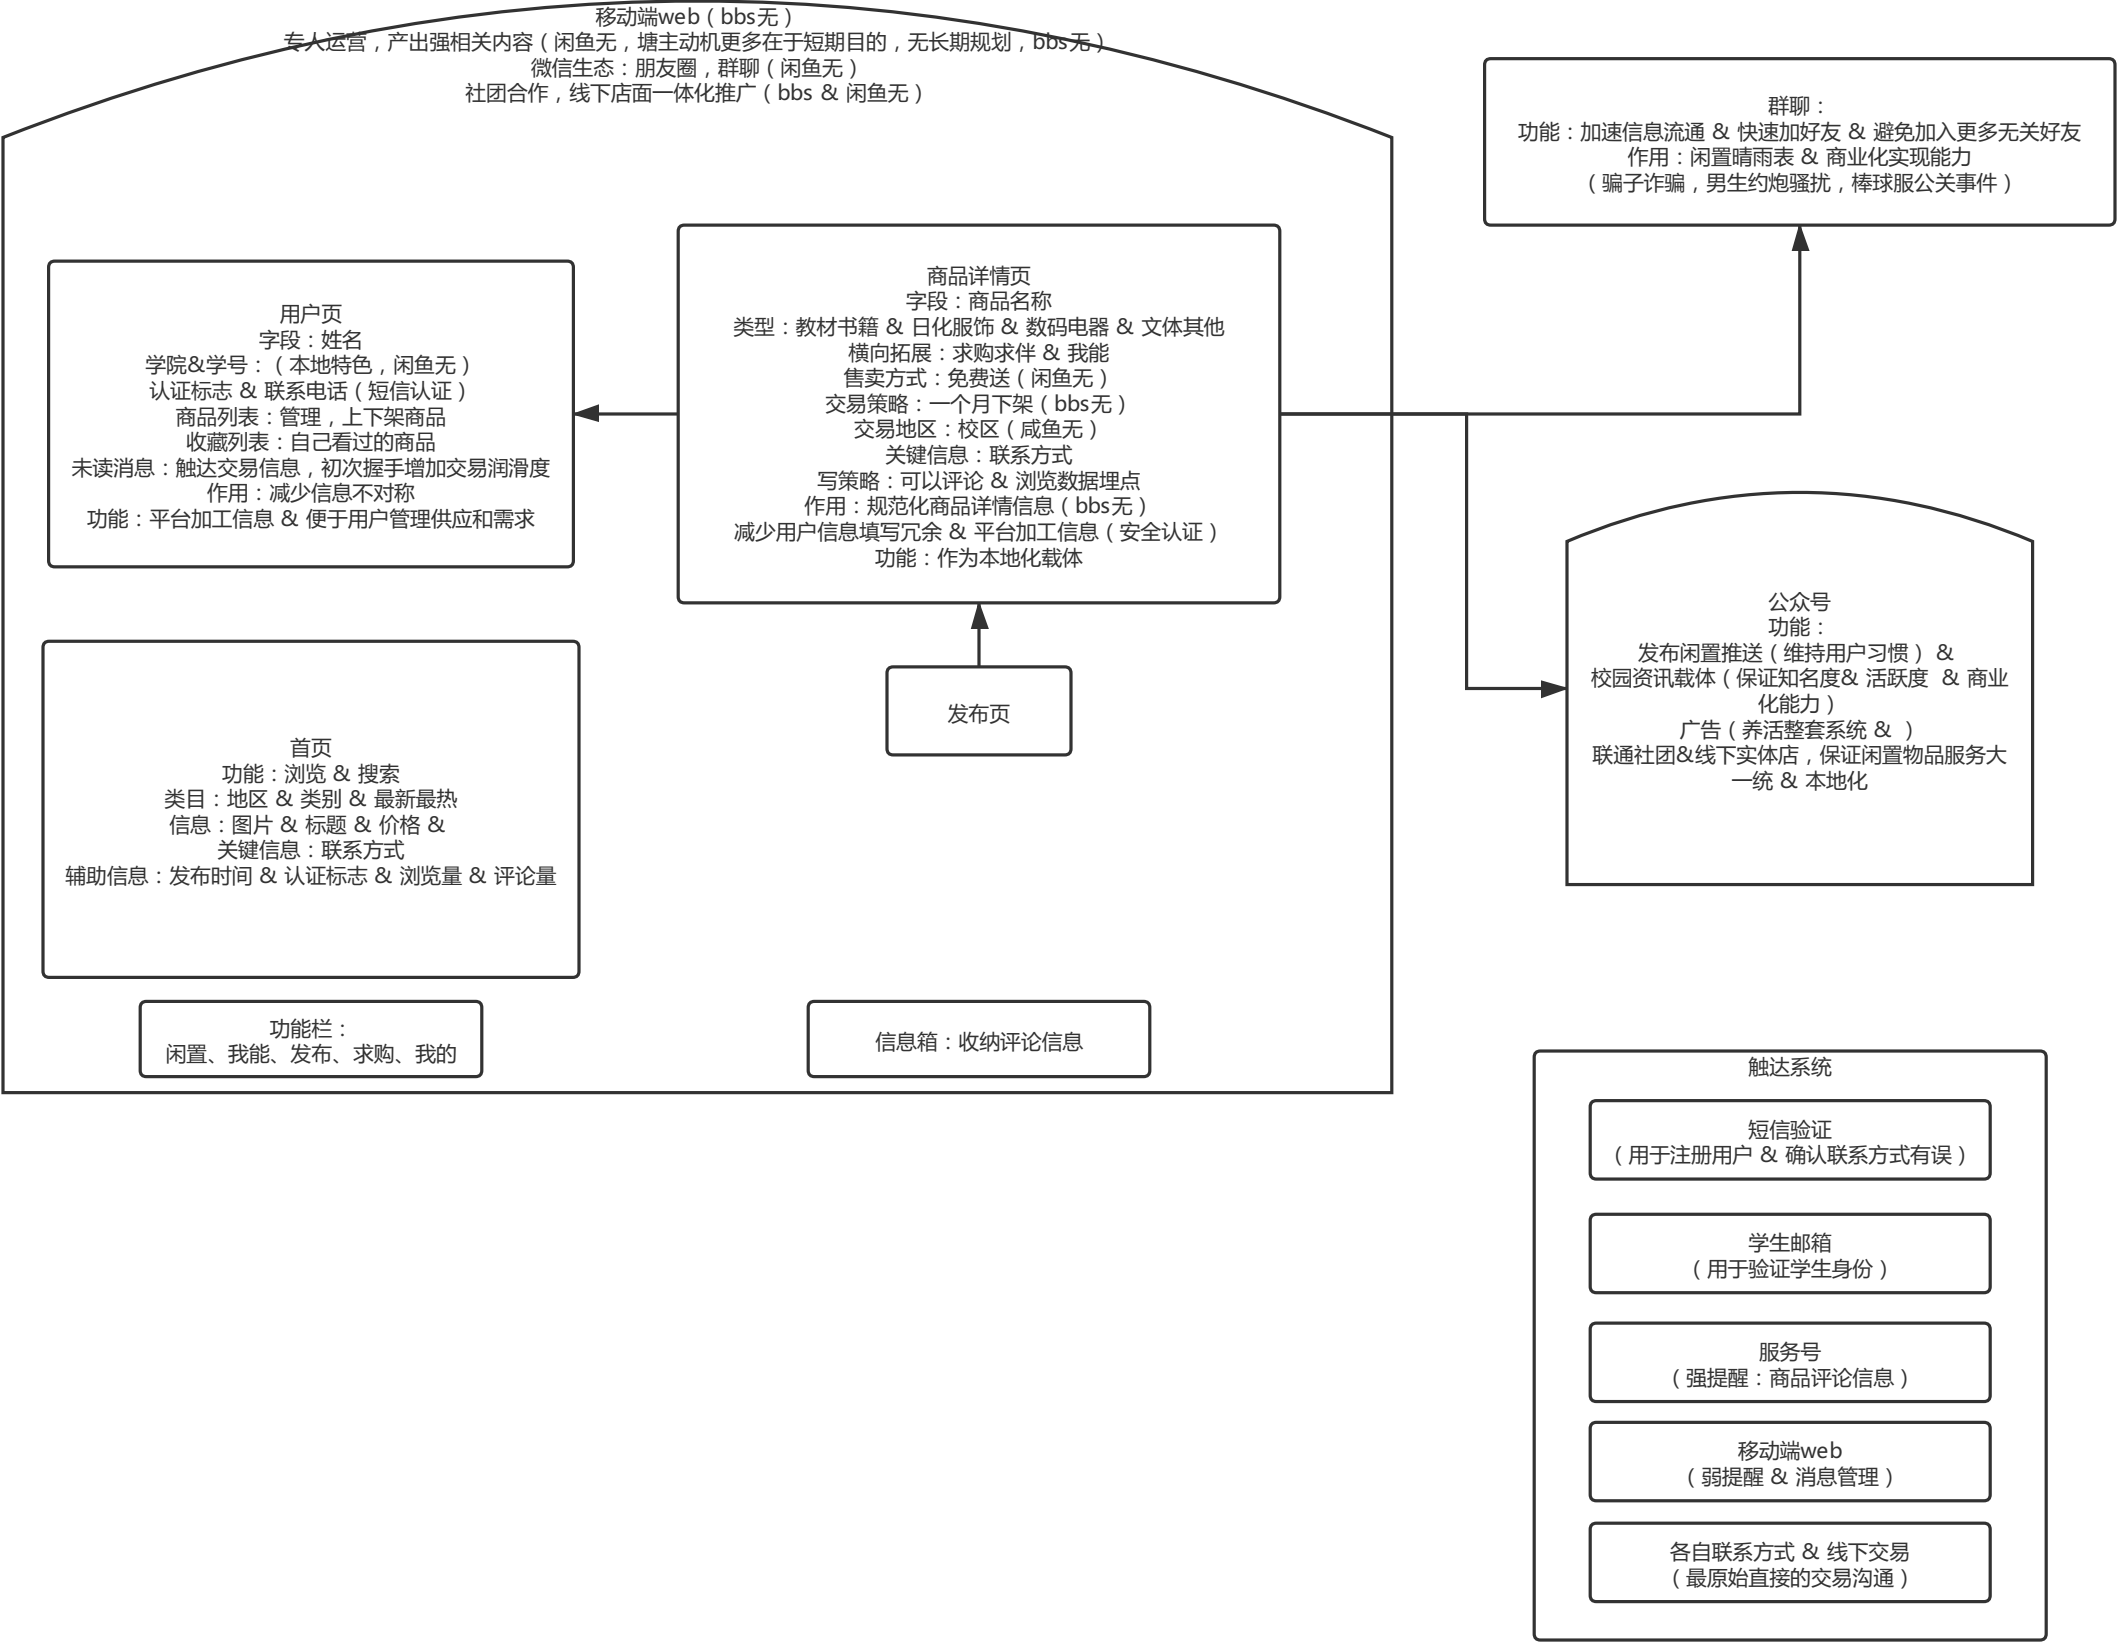 移动端web（bbs无）
专人运营，产出强相关内容（闲鱼无，塘主动机更多在于短期目的，无长期规划，bbs无）
微信生态：朋友圈，群聊（闲鱼无）
社团合作，线下店面一体化推广（bbs & 闲鱼无）
群聊：
功能：加速信息流通 & 快速加好友 & 避免加入更多无关好友
作用：闲置晴雨表 & 商业化实现能力
（骗子诈骗，男生约炮骚扰，棒球服公关事件）
用户页
字段：姓名
学院&学号：（本地特色，闲鱼无）
认证标志 & 联系电话（短信认证）
商品列表：管理，上下架商品
收藏列表：自己看过的商品
未读消息：触达交易信息，初次握手增加交易润滑度
作用：减少信息不对称
功能：平台加工信息 & 便于用户管理供应和需求
商品详情页
字段：商品名称
类型：教材书籍 & 日化服饰 & 数码电器 & 文体其他
横向拓展：求购求伴 & 我能
售卖方式：免费送（闲鱼无）
交易策略：一个月下架（bbs无）
交易地区：校区（咸鱼无）
关键信息：联系方式
写策略：可以评论 & 浏览数据埋点
作用：规范化商品详情信息（bbs无）
减少用户信息填写冗余 & 平台加工信息（安全认证）
功能：作为本地化载体
发布页
公众号
功能：
发布闲置推送（维持用户习惯） &
校园资讯载体（保证知名度& 活跃度 & 商业
化能力）
广告（养活整套系统 & ）
联通社团&线下实体店，保证闲置物品服务大
一统 & 本地化
首页
功能：浏览 & 搜索
类目：地区 & 类别 & 最新最热
信息：图片 & 标题 & 价格 &
关键信息：联系方式
辅助信息：发布时间 & 认证标志 & 浏览量 & 评论量
功能栏：
闲置、我能、发布、求购、我的
信息箱：收纳评论信息
触达系统
短信验证
（用于注册用户 & 确认联系方式有误）
学生邮箱
（用于验证学生身份）
服务号
（强提醒：商品评论信息）
移动端web
（弱提醒 & 消息管理）
各自联系方式 & 线下交易
（最原始直接的交易沟通）